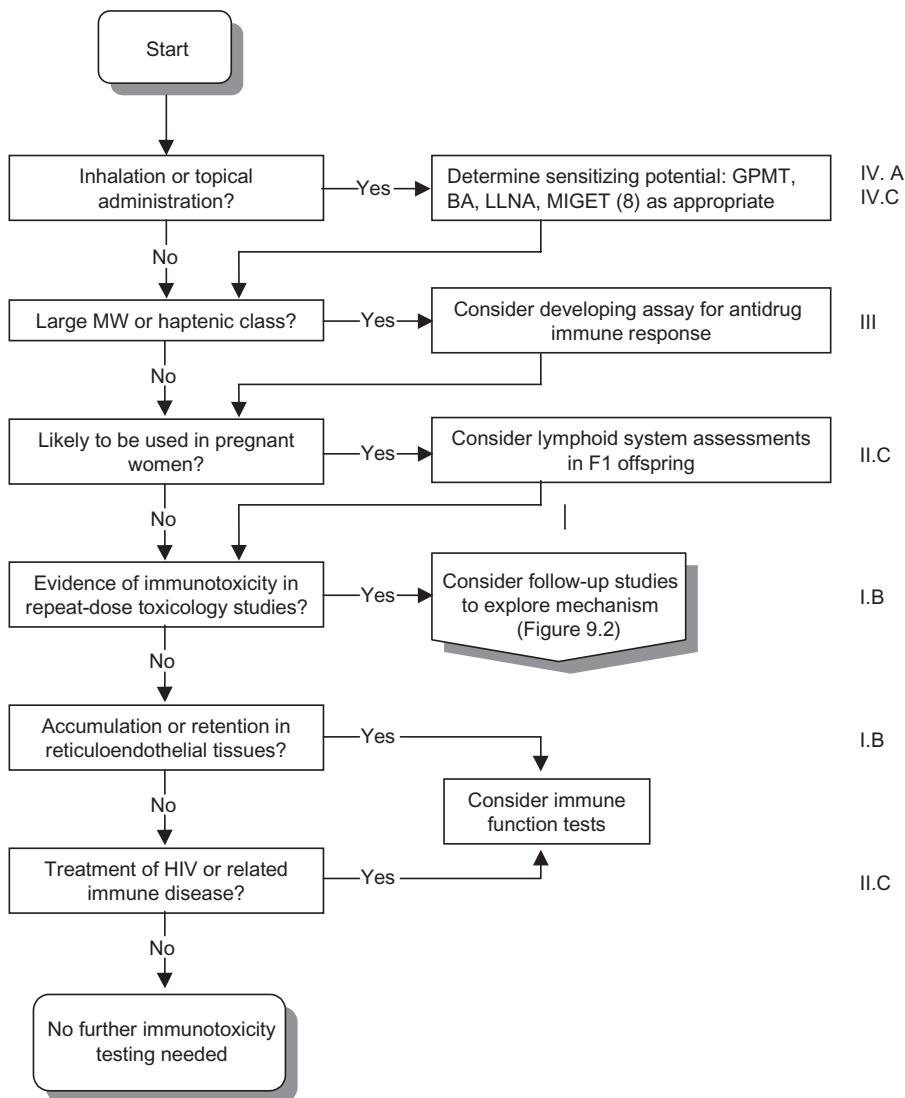 Start
Inhalation or topical
administration?
Yes
Determine sensitizing potential: GPMT,
BA, LLNA, MIGET (8) as appropriate
IV. A
IV.C
No
Large MW or haptenic class?
Yes
Consider developing assay for antidrug
immune response
III
No
Likely to be used in pregnant
women?
Yes
Consider lymphoid system assessments
in F1 offspring
II.C
No
Evidence of immunotoxicity in
repeat-dose toxicology studies?
Yes
Consider follow-up studies
to explore mechanism
(Figure 9.2)
I.B
No
Accumulation or retention in
reticuloendothelial tissues?
Yes
I.B
Consider immune
function tests
No
Treatment of HIV or related
immune disease?
Yes
II.C
No
No further immunotoxicity
testing needed